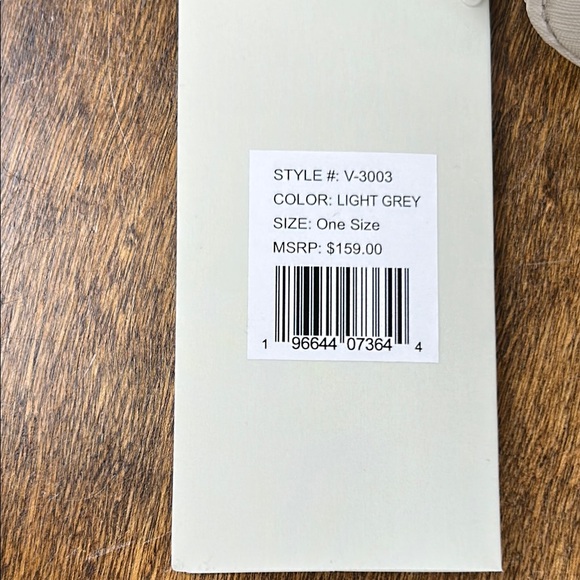 STYLE #: V-3003
COLOR: LIGHT GREY
SIZE: One Size
MSRP: $159.00
1 96644 07364 4